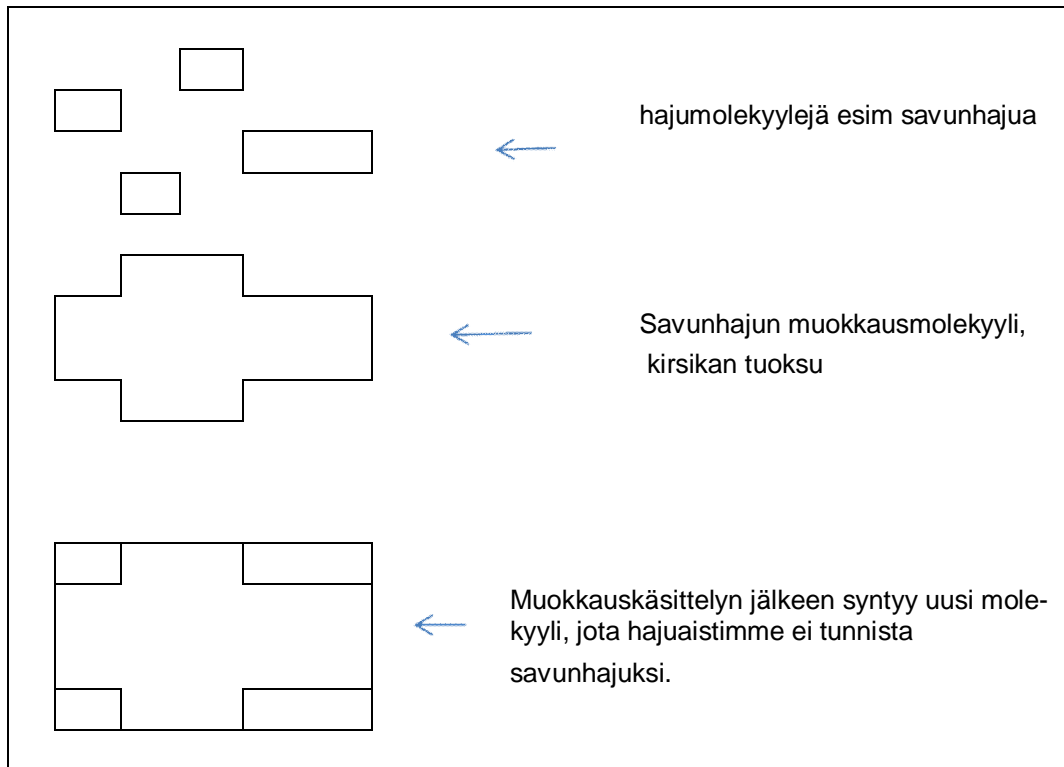 hajumolekyylejä esim savunhajua
Savunhajun muokkausmolekyyli,
kirsikan tuoksu
Muokkauskäsittelyn jälkeen syntyy uusi mole-
kyyli, jota hajuaistimme ei tunnista
savunhajuksi.